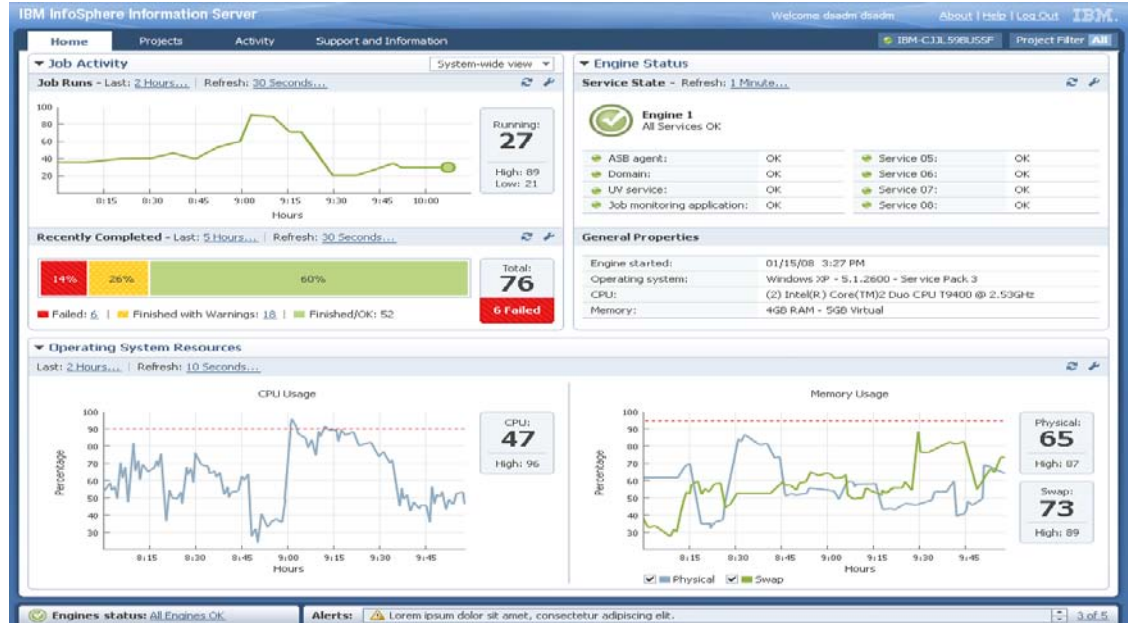 IBM InfoSphere Information Server
Welcome dsadm dsadm About | Help | Log Out IBM.
Home Projects Activity Support and Information
IBM-CJJL598USSF Project Filter All
Job Activity System-wide view
Job Runs - Last: 2 Hours... | Refresh: 30 Seconds...
100
80
60
40
20
8:15 8:30 8:45 9:00 9:15 9:30 9:45 10:00
Hours
Running:
27
High: 89
Low: 21
Recently Completed - Last: 5 Hours... | Refresh: 30 Seconds...
14% 26% 60%
Failed: 6 | Finished with Warnings: 18 | Finished/OK: 52
Total:
76
6 Failed
Engine Status
Service State - Refresh: 1 Minute...
Engine 1
All Services OK
ASB agent: OK Service 05: OK
Domain: OK Service 06: OK
UV service: OK Service 07: OK
Job monitoring application: OK Service 08: OK
General Properties
Engine started: 01/15/08 3:27 PM
Operating system: Windows XP - 5.1.2600 - Service Pack 3
CPU: (2) Intel(R) Core(TM)2 Duo CPU T9400 @ 2.53GHz
Memory: 4GB RAM - 5GB Virtual
Operating System Resources
Last: 2 Hours... | Refresh: 10 Seconds...
CPU Usage
Percentage
100
90
80
70
60
50
40
30
8:15 8:30 8:45 9:00 9:15 9:30 9:45
Hours
CPU:
47
High: 96
Memory Usage
Percentage
100
90
80
70
60
50
40
30
8:15 8:30 8:45 9:00 9:15 9:30 9:45
Hours
Physical Swap
Physical:
65
High: 87
Swap:
73
High: 89
Engines status: All Engines OK
Alerts: Lorem ipsum dolor sit amet, consectetur adipiscing elit. 3 of 5